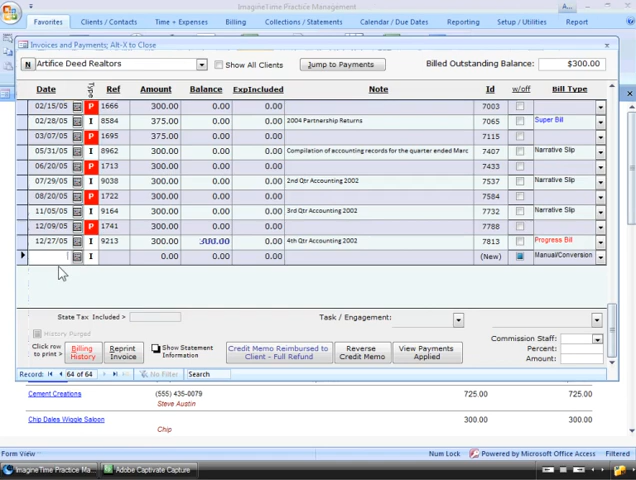 ImagineTime Practice Management
A...
Favorites Clients / Contacts Time + Expenses Billing Collections / Statements Calendar / Due Dates Reporting Setup / Utilities Report
Invoices and Payments; Alt-X to Close
N Artifice Deed Realtors Show All Clients Jump to Payments Billed Outstanding Balance: $300.00
Date Type Ref Amount Balance ExpIncluded Note Id w/off Bill Type
02/15/05 P 1666 300.00 0.00 0.00 7003
02/28/05 I 8584 375.00 0.00 0.00 2004 Partnership Returns 7065 Super Bill
03/07/05 P 1695 375.00 0.00 0.00 7115
05/31/05 I 8962 300.00 0.00 0.00 Compilation of accounting records for the quarter ended Marc 7407 Narrative Slip
06/20/05 P 1713 300.00 0.00 0.00 7433
07/29/05 I 9038 300.00 0.00 0.00 2nd Qtr Accounting 2002 7537 Narrative Slip
08/20/05 P 1722 300.00 0.00 0.00 7584
11/05/05 I 9164 300.00 0.00 0.00 3rd Qtr Accounting 2002 7732 Narrative Slip
12/09/05 P 1741 300.00 0.00 0.00 7788
12/27/05 I 9213 300.00 300.00 0.00 4th Qtr Accounting 2002 7813 Progress Bill
I 0.00 0.00 0.00 (New) Manual/Conversion
State Tax Included > Task / Engagement:
History Purged
Commission Staff:
Percent:
Amount:
Click row to print > Billing History Reprint Invoice Show Statement Information Credit Memo Reimbursed to Client - Full Refund Reverse Credit Memo View Payments Applied
Record: 64 of 64 No Filter Search
Cement Creations (555) 435-0079 725.00 725.00
Steve Austin
Chip Dales Wiggle Saloon 300.00 300.00
Chip
Form View Num Lock Powered by Microsoft Office Access Filtered
ImagineTime Practice Ma... Adobe Captivate Capture